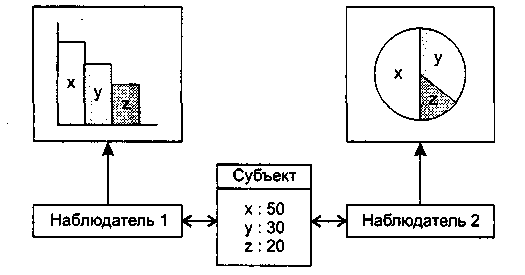 x
y
z
x
y
z
Субъект
x : 50
y : 30
z : 20
Наблюдатель 1
Наблюдатель 2